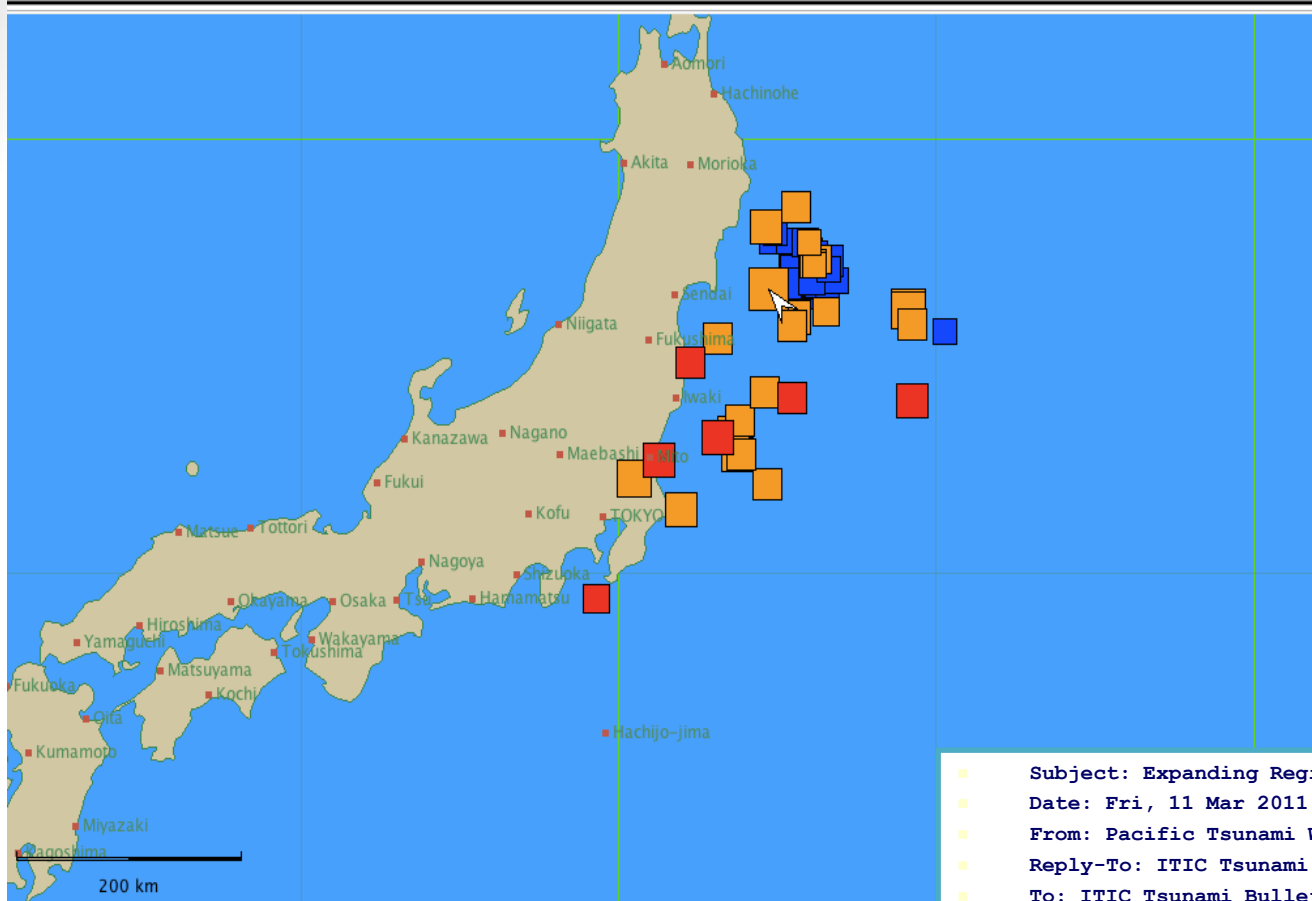 Aomori
Hachinohe
Akita
Morioka
Sendai
Niigata
Fukushima
Iwaki
Kanazawa
Nagano
Maebashi
Mito
Fukui
Kofu
TOKYO
Matsue
Tottori
Nagoya
Shizuoka
Okayama
Osaka
Tsu
Hamamatsu
Hiroshima
Yamaguchi
Wakayama
Tokushima
Matsuyama
Fukuoka
Kochi
Oita
Hachijo-jima
Kumamoto
Miyazaki
Kagoshima
200 km
Subject: Expanding Regi
Date: Fri, 11 Mar 2011
From: Pacific Tsunami W
Reply-To: ITIC Tsunami
To: ITIC Tsunami Bulle